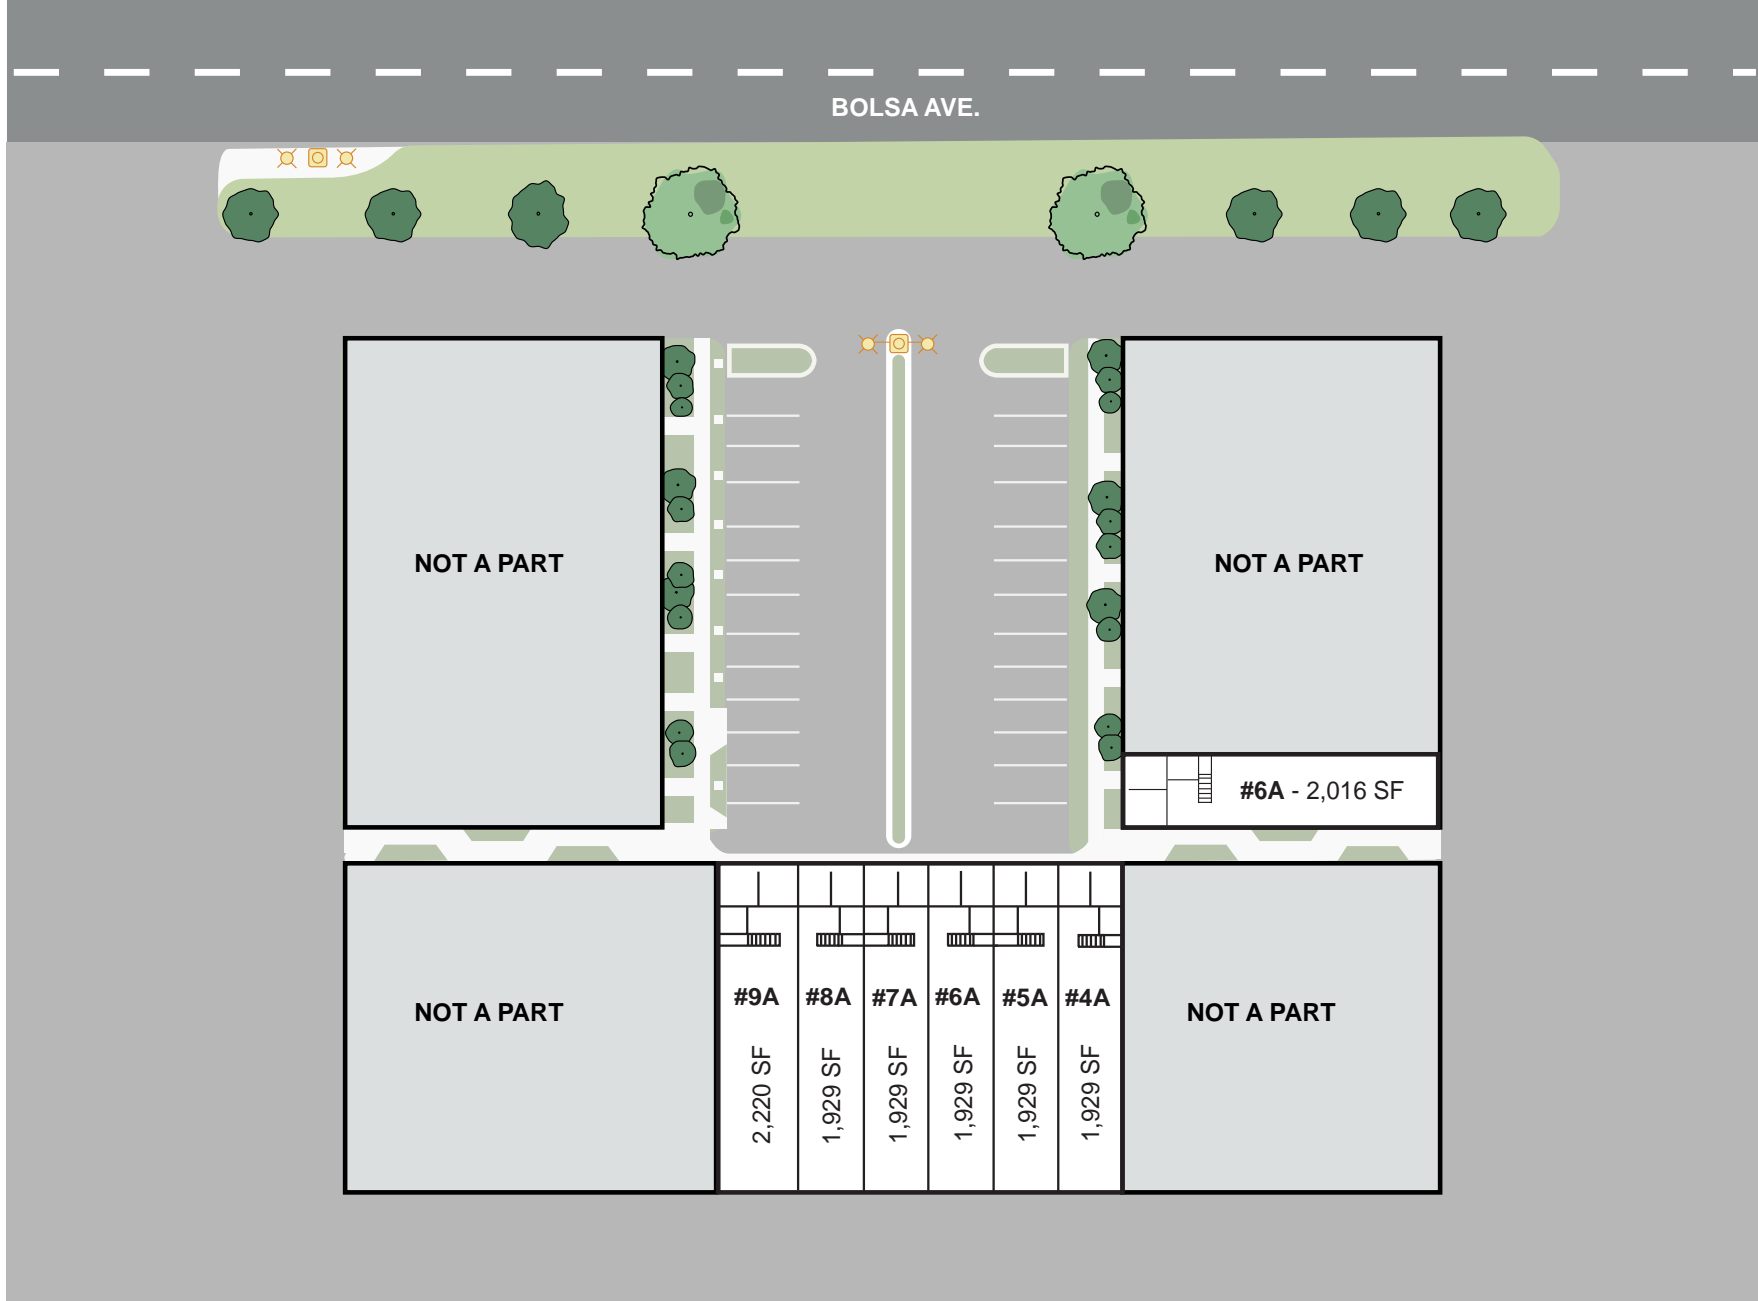 BOLSA AVE.
NOT A PART
NOT A PART
#6A - 2,016 SF
NOT A PART
#9A
2,220 SF
#8A
1,929 SF
#7A
1,929 SF
#6A
1,929 SF
#5A
1,929 SF
#4A
1,929 SF
NOT A PART